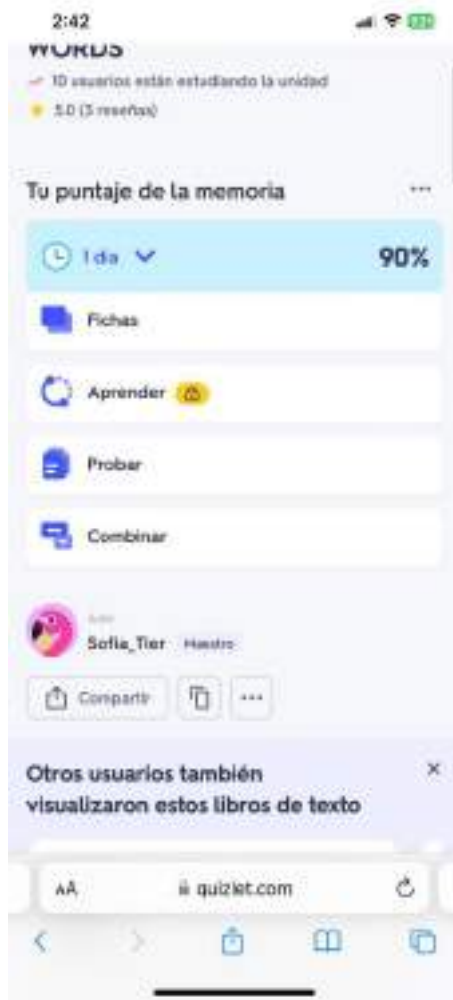 2:42
WORDS
10 usuarios están estudiando la unidad
5.0 (3 reseñas)
Tu puntaje de la memoria
1 día 90%
Fichas
Aprender
Probar
Combinar
Sofia_Tier Maestro
Compartir
Otros usuarios también
visualizaron estos libros de texto
AA quizlet.com